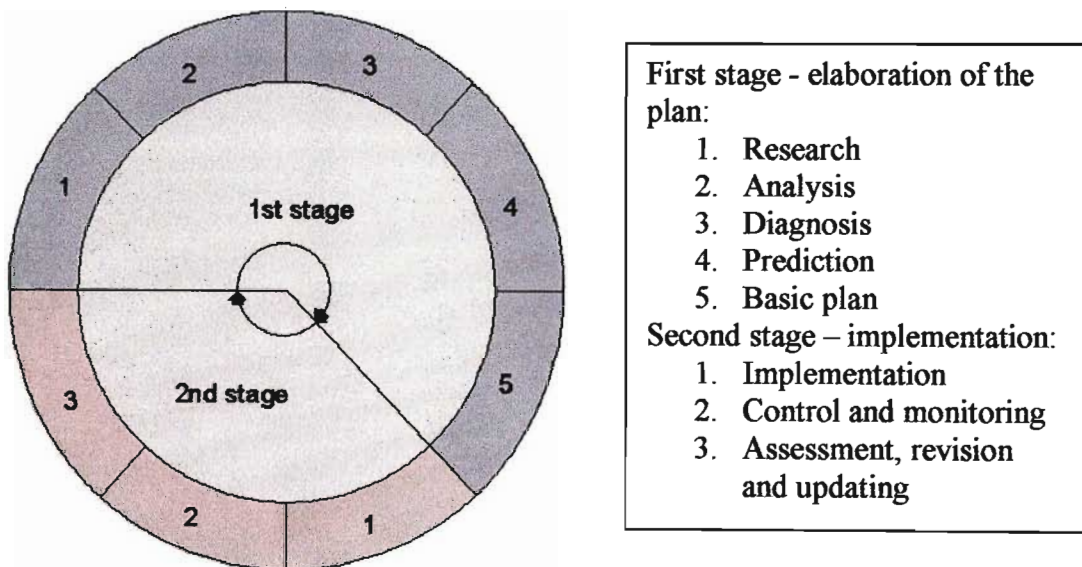 2
3
1
4
1st stage
2nd stage
3
5
2
1
First stage - elaboration of the
plan:
1. Research
2. Analysis
3. Diagnosis
4. Prediction
5. Basic plan
Second stage – implementation:
1. Implementation
2. Control and monitoring
3. Assessment, revision
and updating